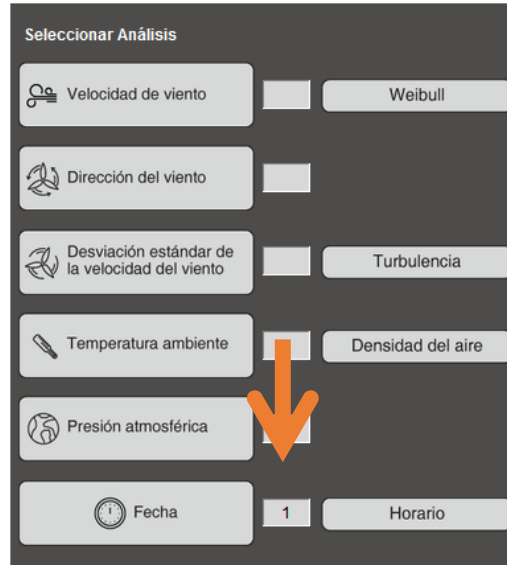 Seleccionar Análisis
Velocidad de viento
Weibull
Dirección del viento
Desviación estándar de
la velocidad del viento
Turbulencia
Temperatura ambiente
Densidad del aire
Presión atmosférica
Fecha
1
Horario